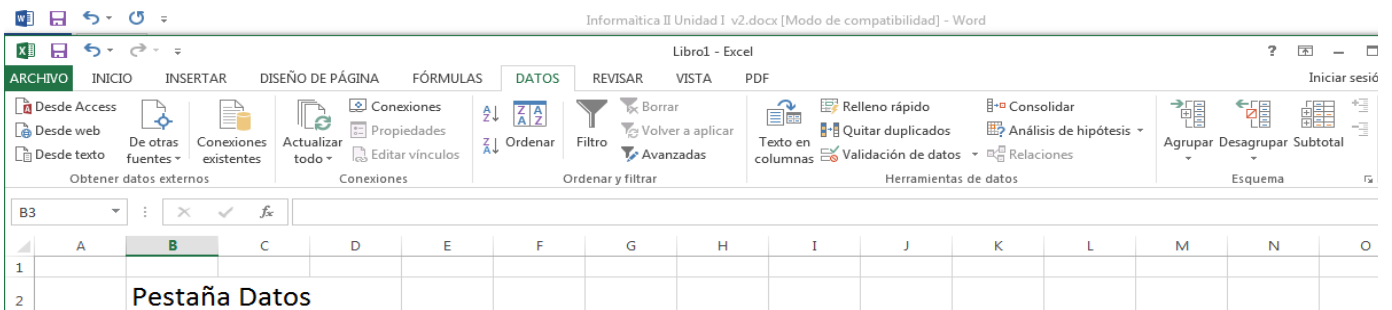 Informaìtica II Unidad I v2.docx [Modo de compatibilidad] - Word
Libro1 - Excel
ARCHIVO INICIO INSERTAR DISEÑO DE PÁGINA FÓRMULAS DATOS REVISAR VISTA PDF Iniciar sesió
Desde Access
Desde web
Desde texto
De otras
fuentes
Conexiones
existentes
Obtener datos externos
Actualizar
todo
Conexiones
Propiedades
Editar vínculos
Conexiones
Ordenar
Filtro
Borrar
Volver a aplicar
Avanzadas
Ordenar y filtrar
Texto en
columnas
Relleno rápido
Quitar duplicados
Validación de datos
Consolidar
Análisis de hipótesis
Relaciones
Herramientas de datos
Agrupar
Desagrupar
Subtotal
Esquema
B3
fx
A B C D E F G H I J K L M N O
1
2 Pestaña Datos